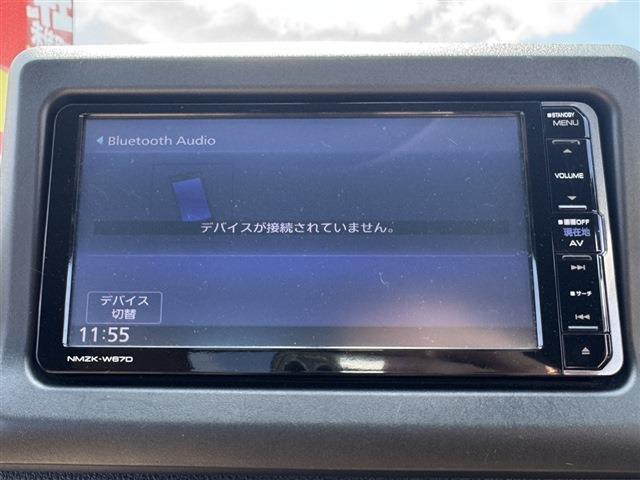 Bluetooth Audio
デバイスが接続されていません。
デバイス
切替
11:55
NMZK-W67D
STANDBY
MENU
VOLUME
画面OFF
現在地
AV
サーチ